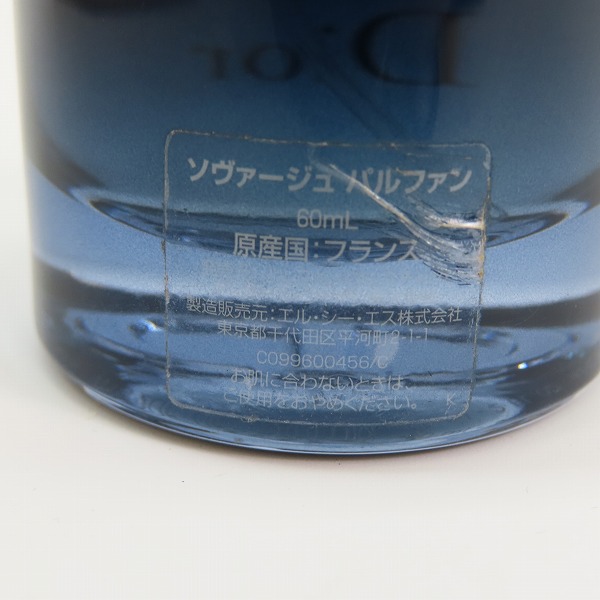 Dior
ソヴァージュ パルファン
60mL
原産国:フランス
製造販売元:エル・シー・エス株式会社
東京都千代田区平河町2-1-1
C099600456/C
お肌に合わないときは、
ご使用をおやめください。 K